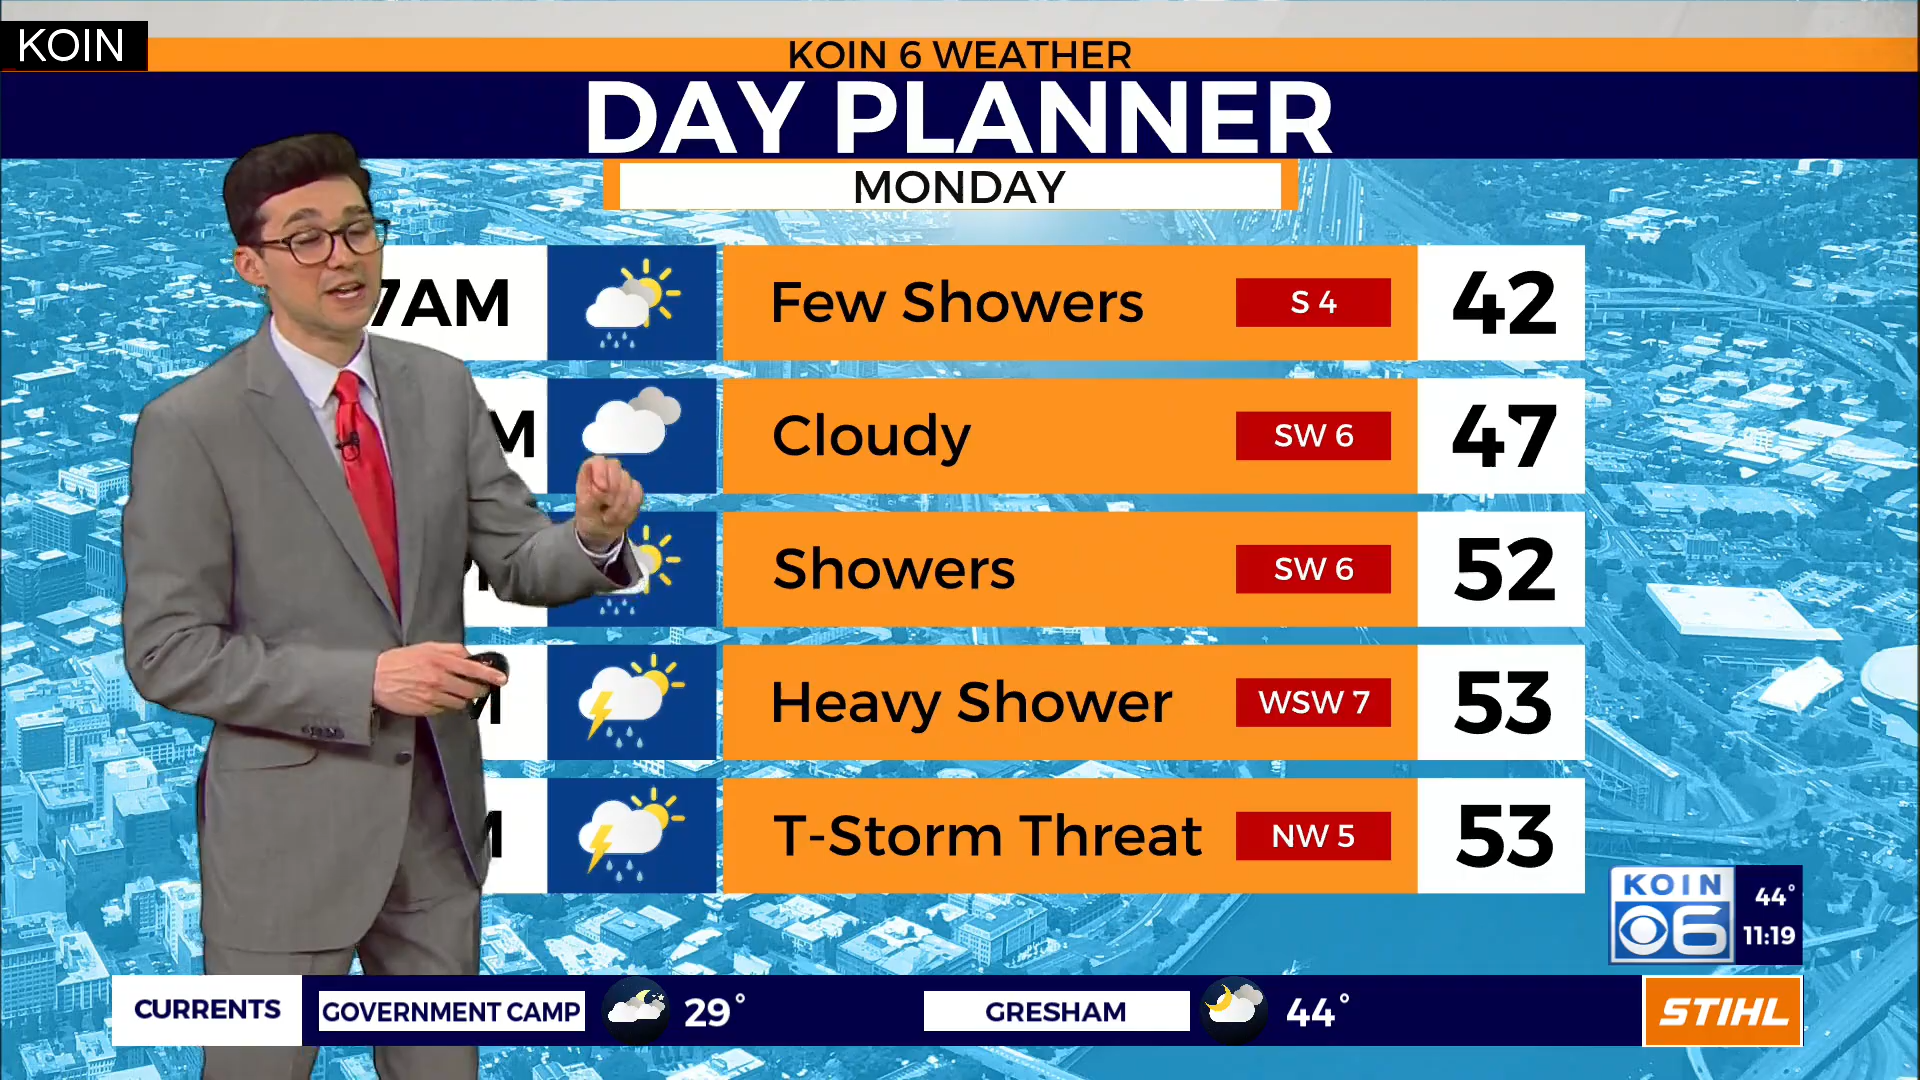 KOIN
KOIN 6 WEATHER
DAY PLANNER
MONDAY
7AM Few Showers S 4 42
Cloudy SW 6 47
Showers SW 6 52
Heavy Shower WSW 7 53
T-Storm Threat NW 5 53
KOIN 6
44°
11:19
CURRENTS GOVERNMENT CAMP 29° GRESHAM 44° STIHL